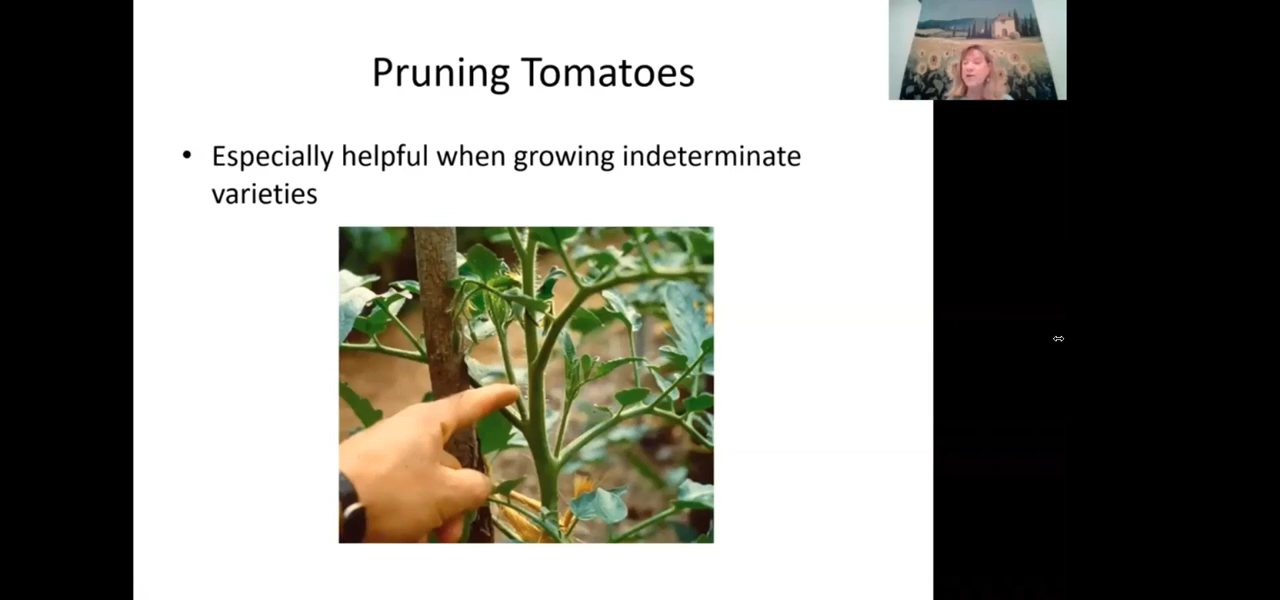 Pruning Tomatoes
• Especially helpful when growing indeterminate
varieties